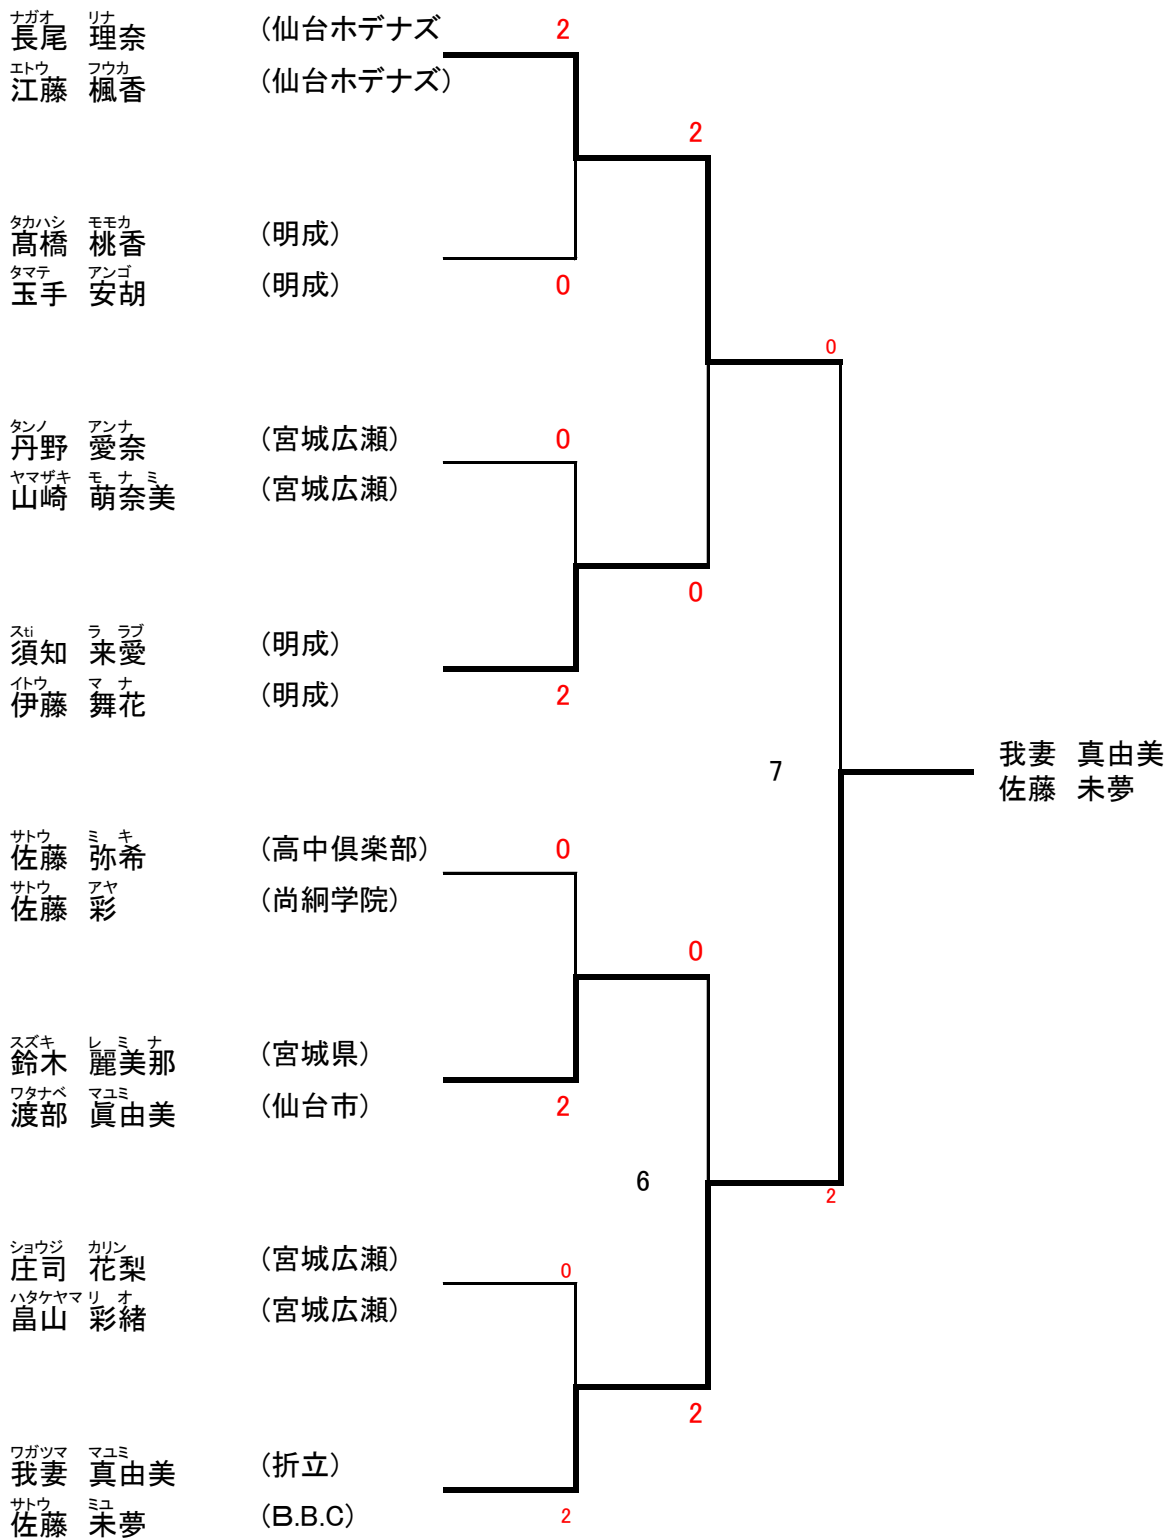 ナガオ リナ
長尾 理奈 (仙台ホデナズ 2
エトウ フウカ
江藤 楓香 (仙台ホデナズ)
2
タカハシ モモカ
髙橋 桃香 (明成)
タマテ アンゴ
玉手 安胡 (明成) 0
0
タンノ アンナ
丹野 愛奈 (宮城広瀬) 0
ヤマザキ モ ナ ミ
山崎 萌奈美 (宮城広瀬)
0
スti ラ ラブ
須知 来愛 (明成)
イトウ マ ナ
伊藤 舞花 (明成) 2
7
我妻 真由美
佐藤 未夢
サトウ ミ キ
佐藤 弥希 (高中倶楽部) 0
サトウ アヤ
佐藤 彩 (尚絅学院)
0
スズキ レ ミ ナ
鈴木 麗美那 (宮城県)
ワタナベ マユミ
渡部 眞由美 (仙台市) 2
6
2
ショウジ カリン
庄司 花梨 (宮城広瀬) 0
ハタケヤマ リ オ
畠山 彩緒 (宮城広瀬)
2
ワガツマ マユミ
我妻 真由美 (折立)
サトウ ミユ
佐藤 未夢 (B.B.C) 2